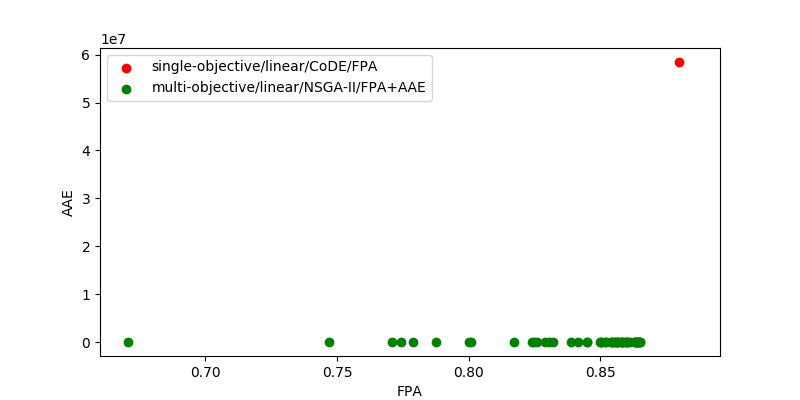 1e7
single-objective/linear/CoDE/FPA
multi-objective/linear/NSGA-II/FPA+AAE
6
5
4
3
2
1
0
AAE
0.70 0.75 0.80 0.85
FPA